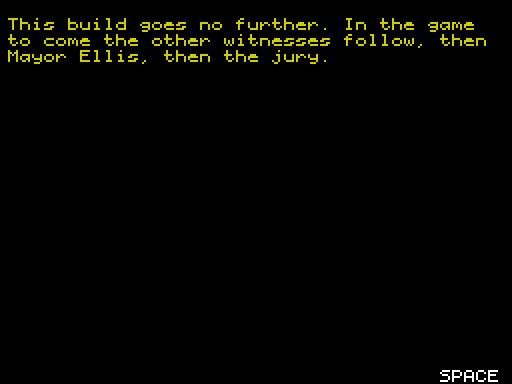 This build goes no further. In the game
to come the other witnesses follow, then
Mayor Ellis, then the jury.
SPACE